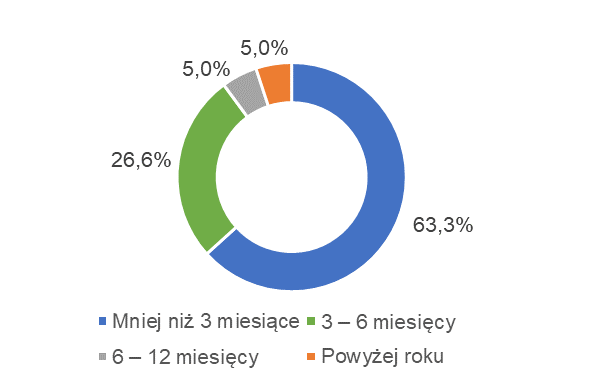 5,0%
5,0%
26,6%
63,3%
Mniej niż 3 miesiące 3 – 6 miesięcy
6 – 12 miesięcy Powyżej roku